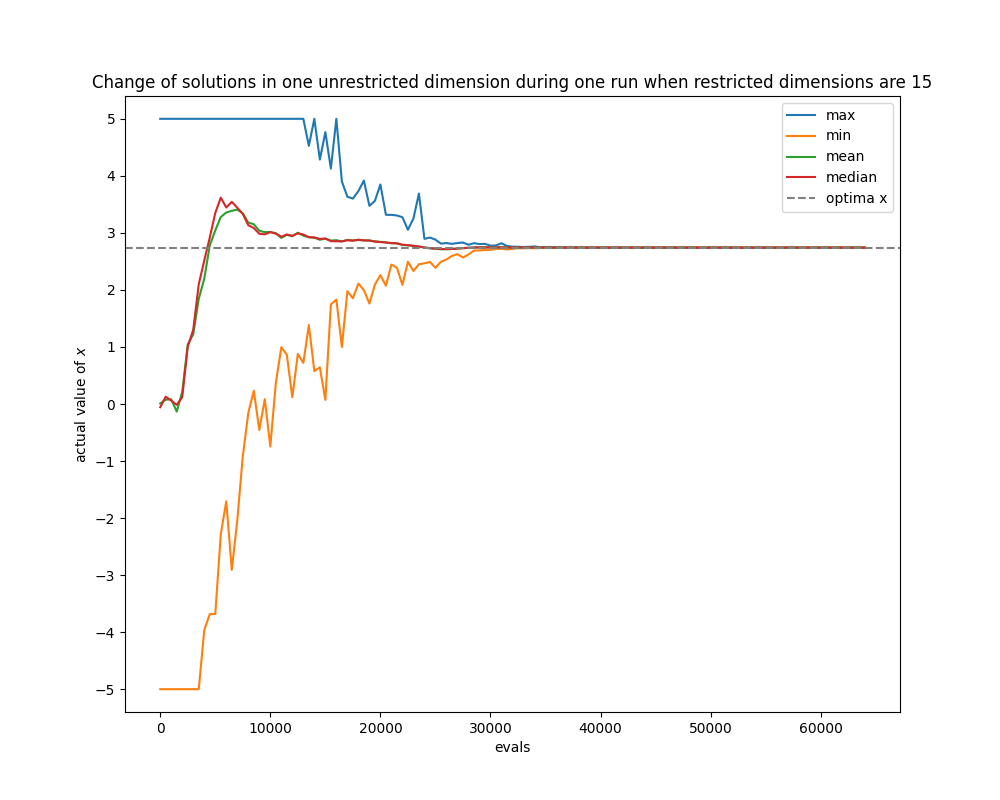 Change of solutions in one unrestricted dimension during one run when restricted dimensions are 15
max
min
mean
median
optima x
5
4
3
2
1
0
−1
−2
−3
−4
−5
actual value of x
0 10000 20000 30000 40000 50000 60000
evals